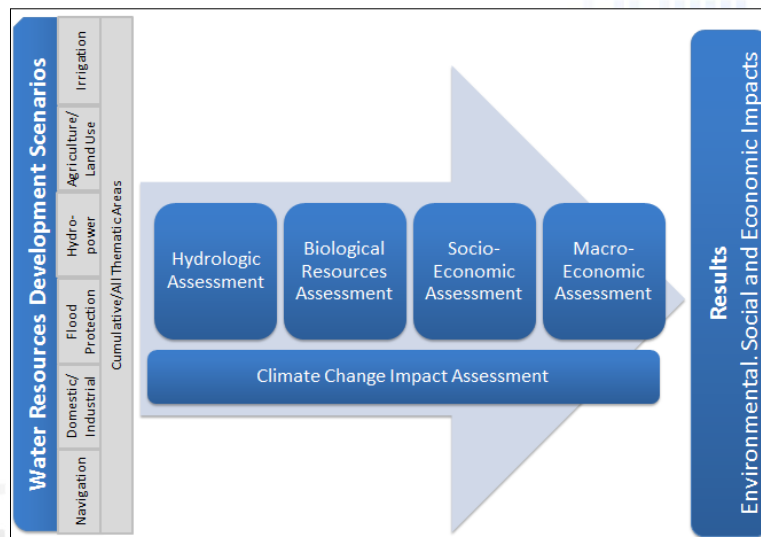 Water Resources Development Scenarios
Irrigation
Agriculture/
Land Use
Hydro-
power
Flood
Protection
Domestic/
Industrial
Navigation
Cumulative/All Thematic Areas
Hydrologic
Assessment
Biological
Resources
Assessment
Socio-
Economic
Assessment
Macro-
Economic
Assessment
Climate Change Impact Assessment
Results
Environmental. Social and Economic Impacts